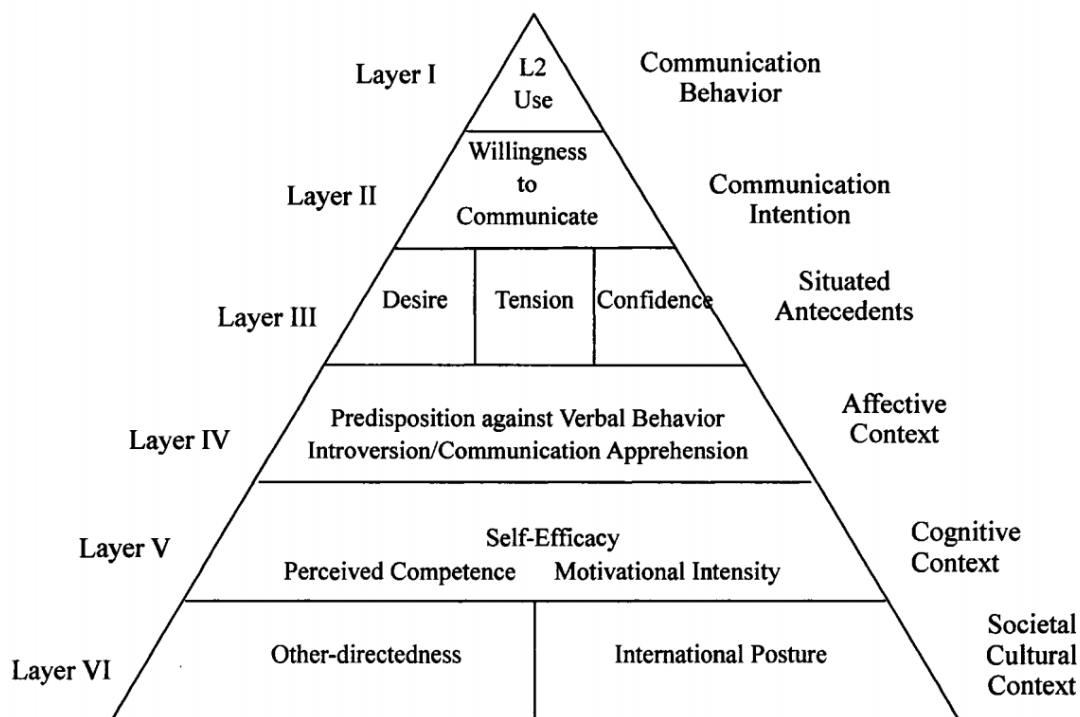 Layer I
L2
Use
Communication
Behavior
Layer II
Willingness
to
Communicate
Communication
Intention
Layer III
Desire
Tension
Confidence
Situated
Antecedents
Layer IV
Predisposition against Verbal Behavior
Introversion/Communication Apprehension
Affective
Context
Layer V
Self-Efficacy
Perceived Competence Motivational Intensity
Cognitive
Context
Layer VI
Other-directedness
International Posture
Societal
Cultural
Context